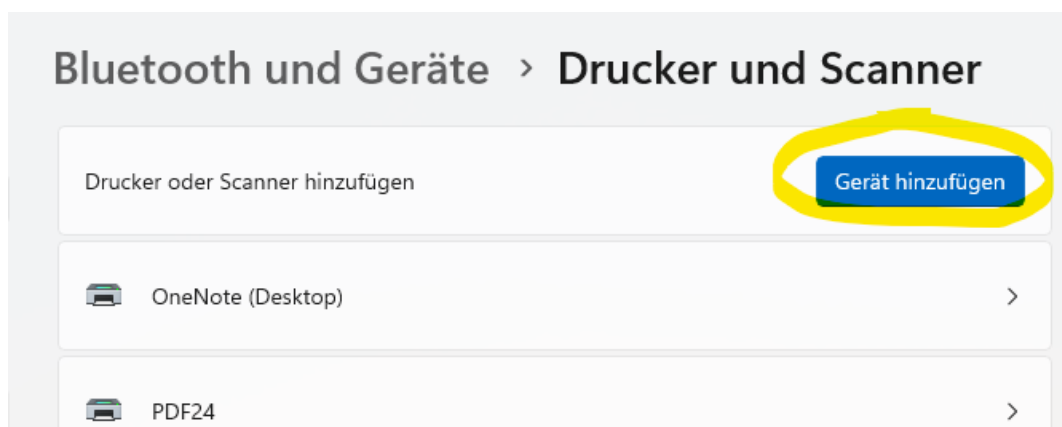 Bluetooth und Geräte > Drucker und Scanner
Drucker oder Scanner hinzufügen Gerät hinzufügen
OneNote (Desktop)
PDF24